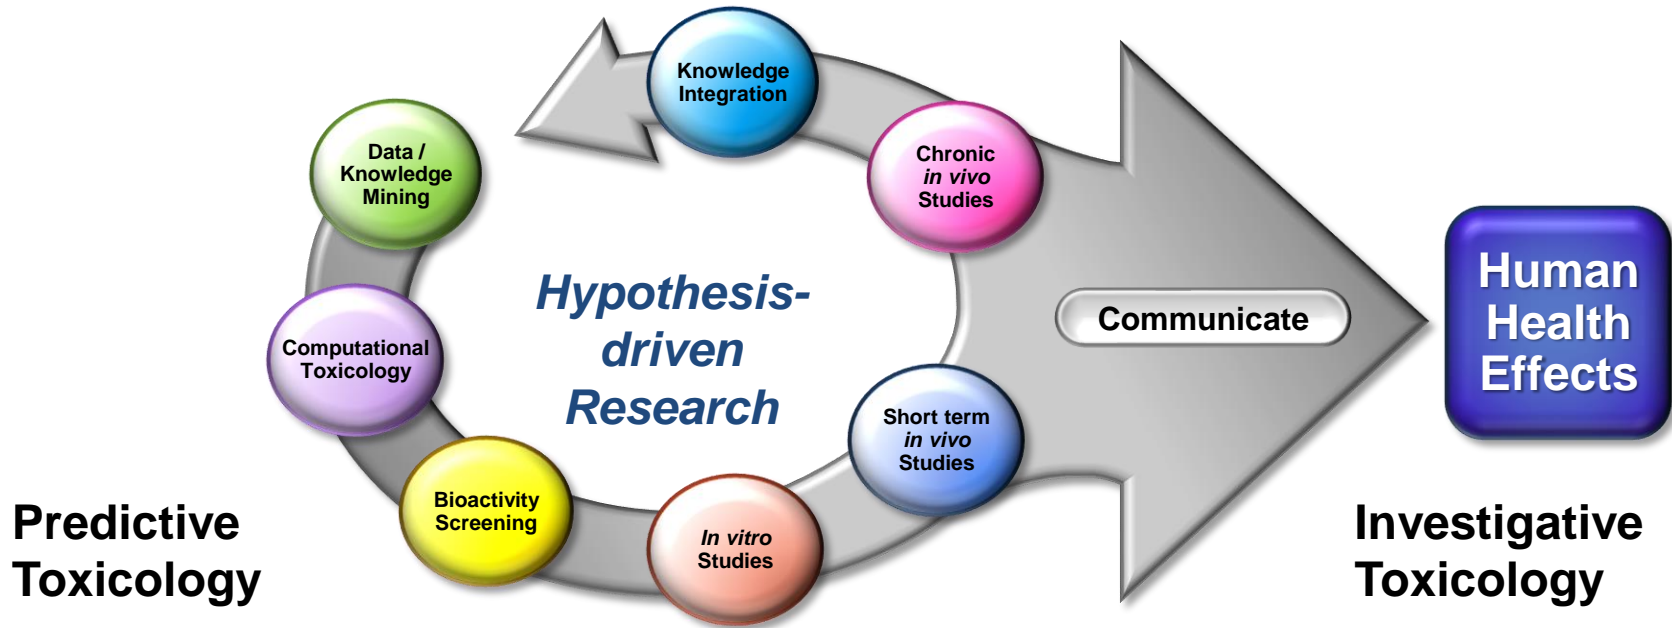 Knowledge
Integration
Data /
Knowledge
Mining
Chronic
in vivo
Studies
Hypothesis-
driven
Research
Computational
Toxicology
Communicate
Human
Health
Effects
Short term
in vivo
Studies
Bioactivity
Screening
In vitro
Studies
Predictive
Toxicology
Investigative
Toxicology